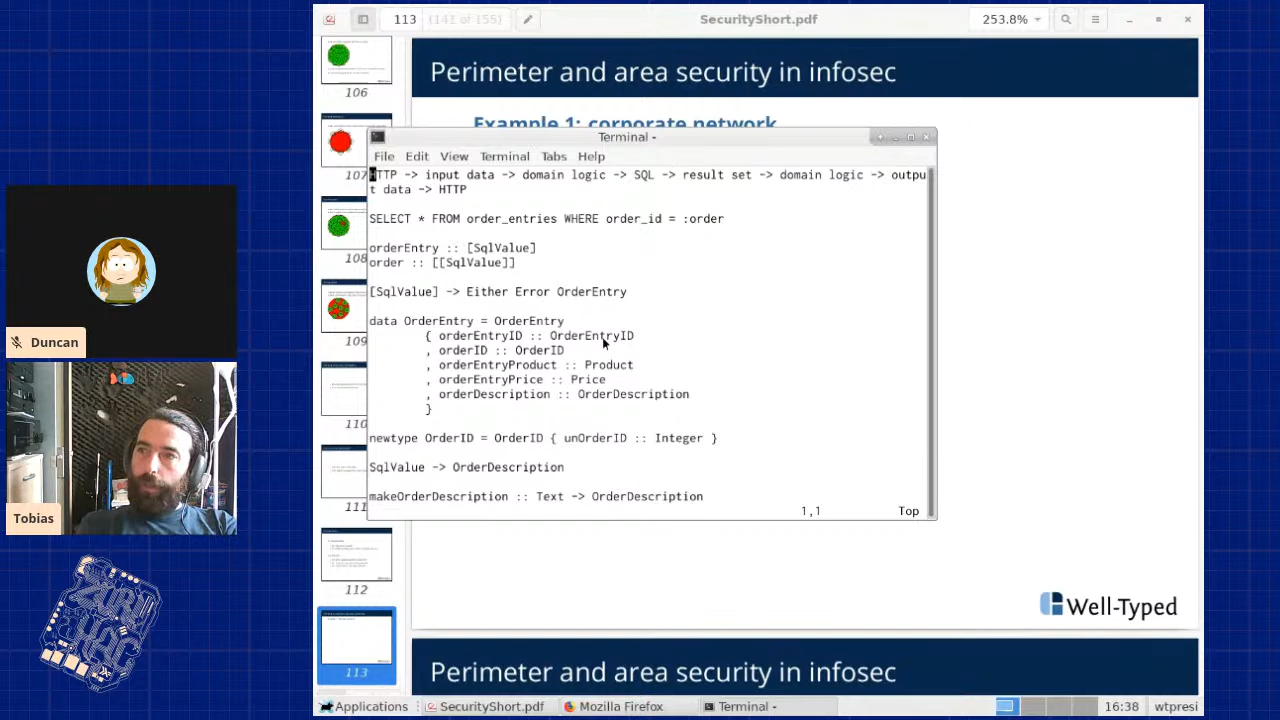 113 (141 of 155)
SecurityShort.pdf
253.8%
106
107
108
109
110
111
112
113
Perimeter and area security in infosec
Example 1: corporate network
Terminal -
File Edit View Terminal Tabs Help
HTTP -> input data -> domain logic -> SQL -> result set -> domain logic -> outpu
t data -> HTTP
SELECT * FROM order_entries WHERE order_id = :order
orderEntry :: [SqlValue]
order :: [[SqlValue]]
[SqlValue] -> Either Error OrderEntry
data OrderEntry = OrderEntry
{ orderEntryID :: OrderEntryID
, orderID :: OrderID
, orderEntryProduct :: Product
, orderEntryPrice :: Price
, orderDescription :: OrderDescription
}
newtype OrderID = OrderID { unOrderID :: Integer }
SqlValue -> OrderDescription
makeOrderDescription :: Text -> OrderDescription
1,1 Top
Well-Typed
Perimeter and area security in infosec
Duncan
Tobias
Applications
SecurityShort.pdf
Mozilla Firefox
Terminal -
16:38
wtpresi